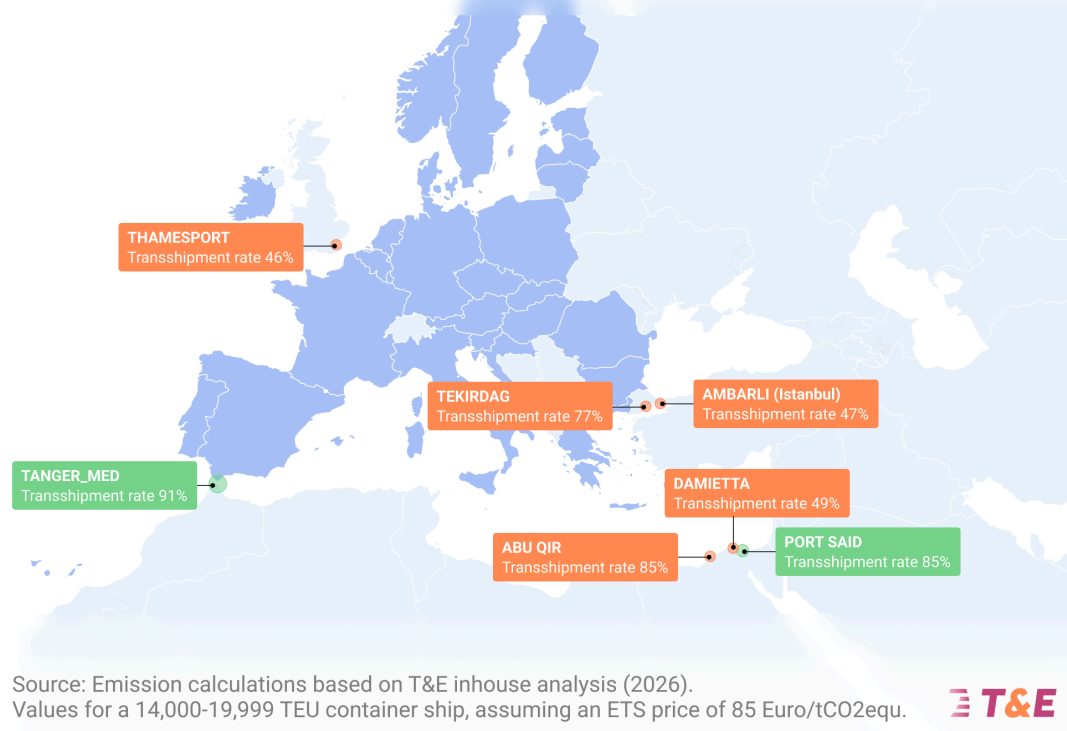 THAMESPORT
Transshipment rate 46%
TEKIRDAG
Transshipment rate 77%
AMBARLI (Istanbul)
Transshipment rate 47%
TANGER_MED
Transshipment rate 91%
DAMIETTA
Transshipment rate 49%
ABU QIR
Transshipment rate 85%
PORT SAID
Transshipment rate 85%
Source: Emission calculations based on T&E inhouse analysis (2026).
Values for a 14,000-19,999 TEU container ship, assuming an ETS price of 85 Euro/tCO2equ.
T&E